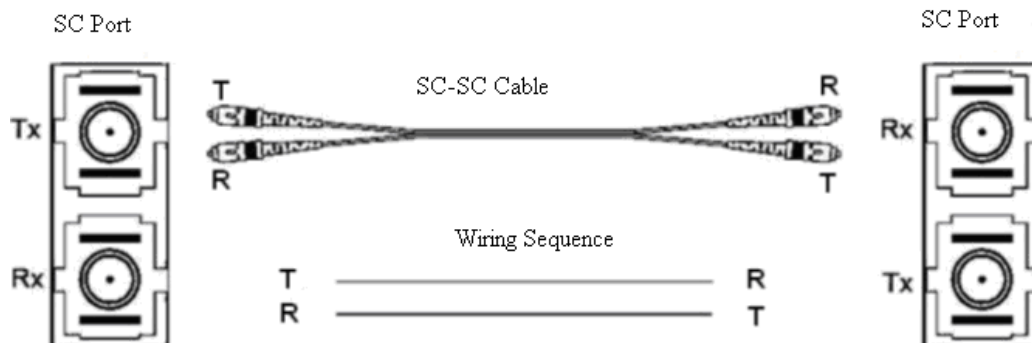 SC Port
SC Port
T
SC-SC Cable
R
Tx
Rx
R
T
Wiring Sequence
Rx
T
R
Tx
R
T